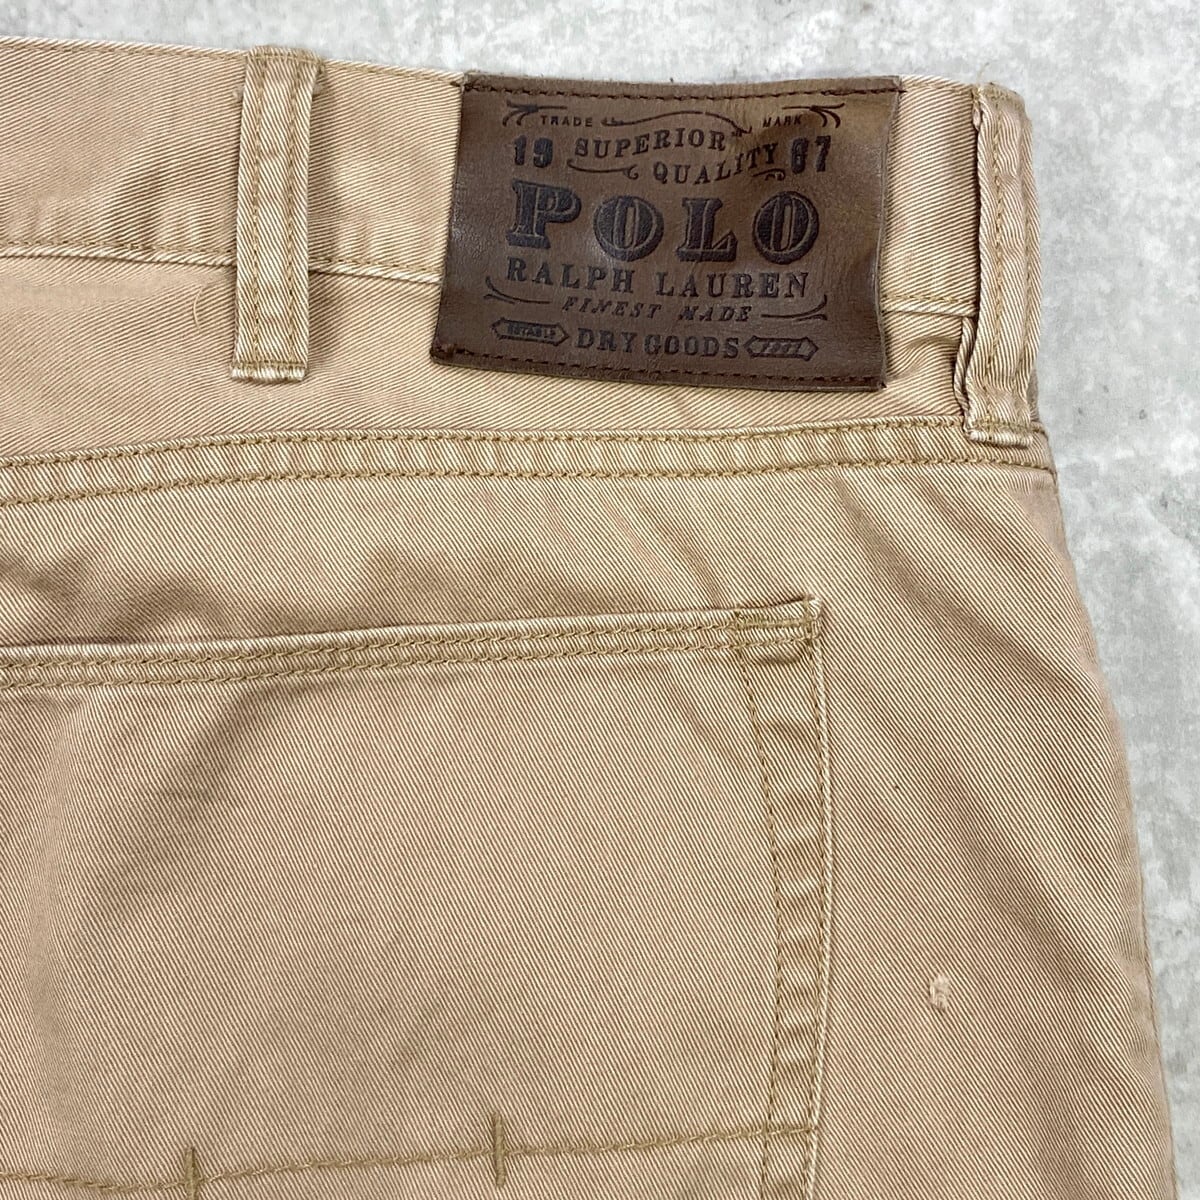 TRADE MARK
19 SUPERIOR 67
QUALITY
POLO
RALPH LAUREN
FINEST MADE
DRY GOODS